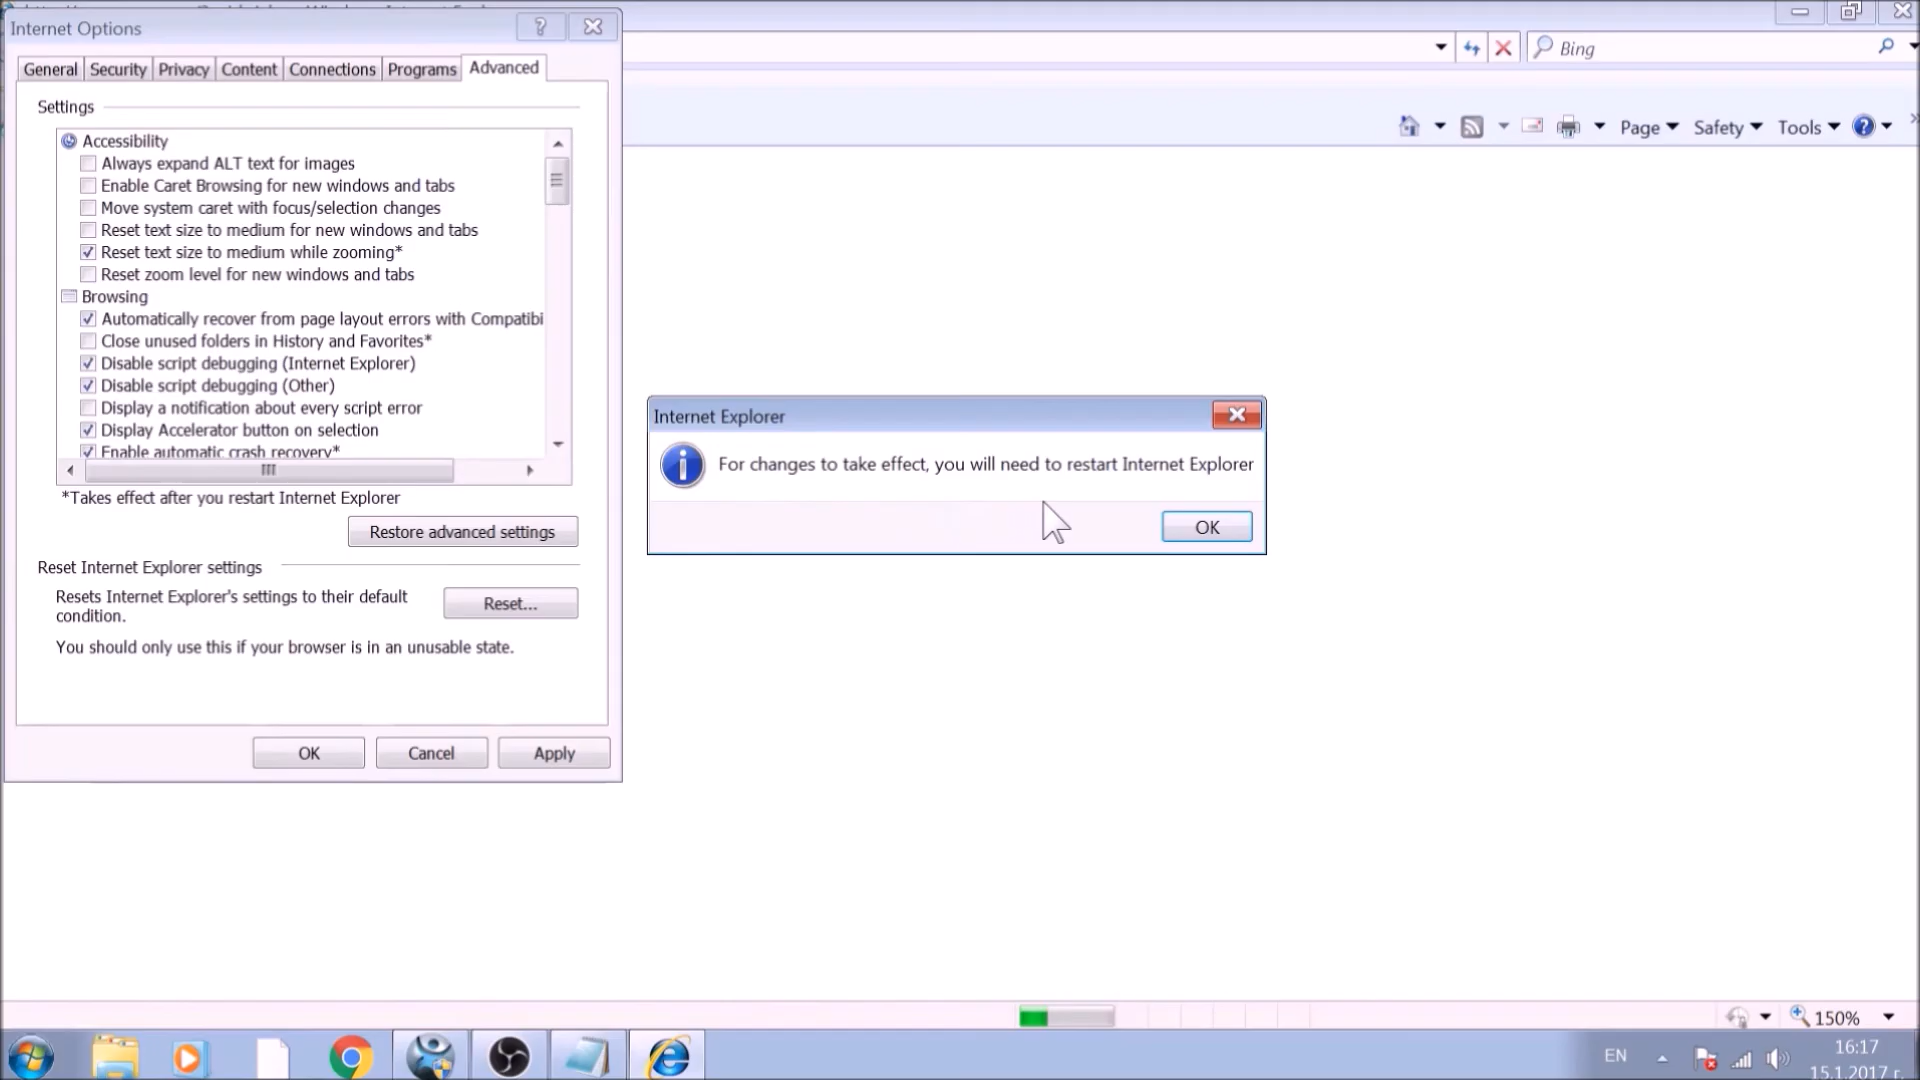 Internet Options
General
Security
Privacy
Content
Connections
Programs
Advanced
Bing
Page
Safety
Tools
Settings
Accessibility
Always expand ALT text for images
Enable Caret Browsing for new windows and tabs
Move system caret with focus/selection changes
Reset text size to medium for new windows and tabs
Reset text size to medium while zooming*
Reset zoom level for new windows and tabs
Browsing
Automatically recover from page layout errors with Compatibi
Close unused folders in History and Favorites*
Disable script debugging (Internet Explorer)
Disable script debugging (Other)
Display a notification about every script error
Display Accelerator button on selection
Enable automatic crash recovery*
*Takes effect after you restart Internet Explorer
Restore advanced settings
Reset Internet Explorer settings
Resets Internet Explorer's settings to their default
condition.
Reset...
You should only use this if your browser is in an unusable state.
OK
Cancel
Apply
Internet Explorer
For changes to take effect, you will need to restart Internet Explorer
OK
150%
EN
16:17
15.1.2017 г.